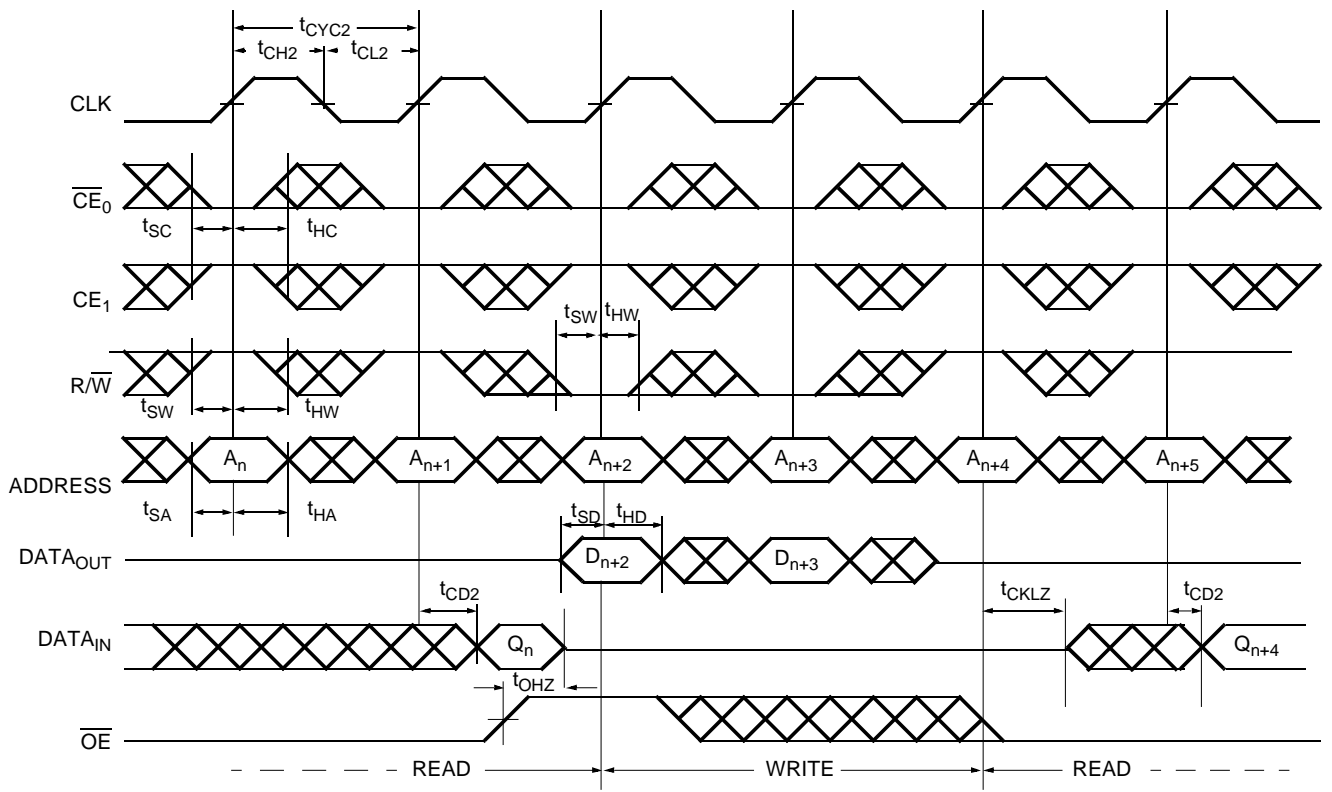 tCYC2
tCH2 tCL2
CLK
CE0
tSC tHC
CE1
tSW tHW
R/W
tSW tHW
An An+1 An+2 An+3 An+4 An+5
ADDRESS
tSA tHA tSD tHD
DATAOUT Dn+2 Dn+3
tCD2 tCKLZ tCD2
DATAIN Qn Qn+4
tOHZ
OE
READ WRITE READ